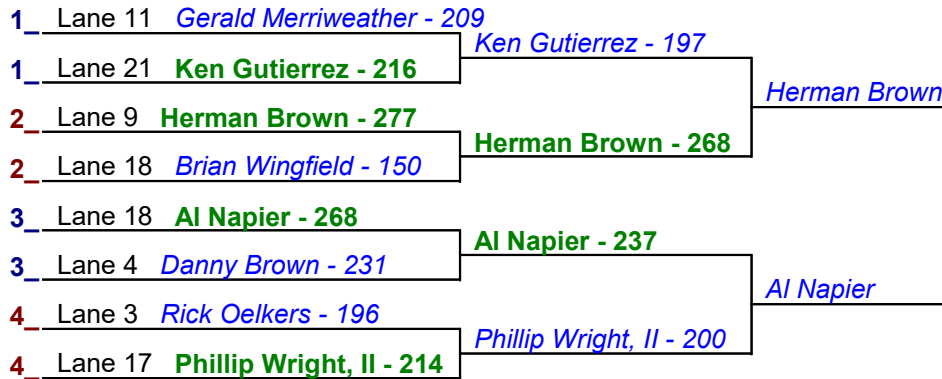 1_ Lane 11 Gerald Merriweather - 209
Ken Gutierrez - 197
1_ Lane 21 Ken Gutierrez - 216
Herman Brown
2_ Lane 9 Herman Brown - 277
Herman Brown - 268
2_ Lane 18 Brian Wingfield - 150
3_ Lane 18 Al Napier - 268
Al Napier - 237
3_ Lane 4 Danny Brown - 231
Al Napier
4_ Lane 3 Rick Oelkers - 196
Phillip Wright, II - 200
4_ Lane 17 Phillip Wright, II - 214